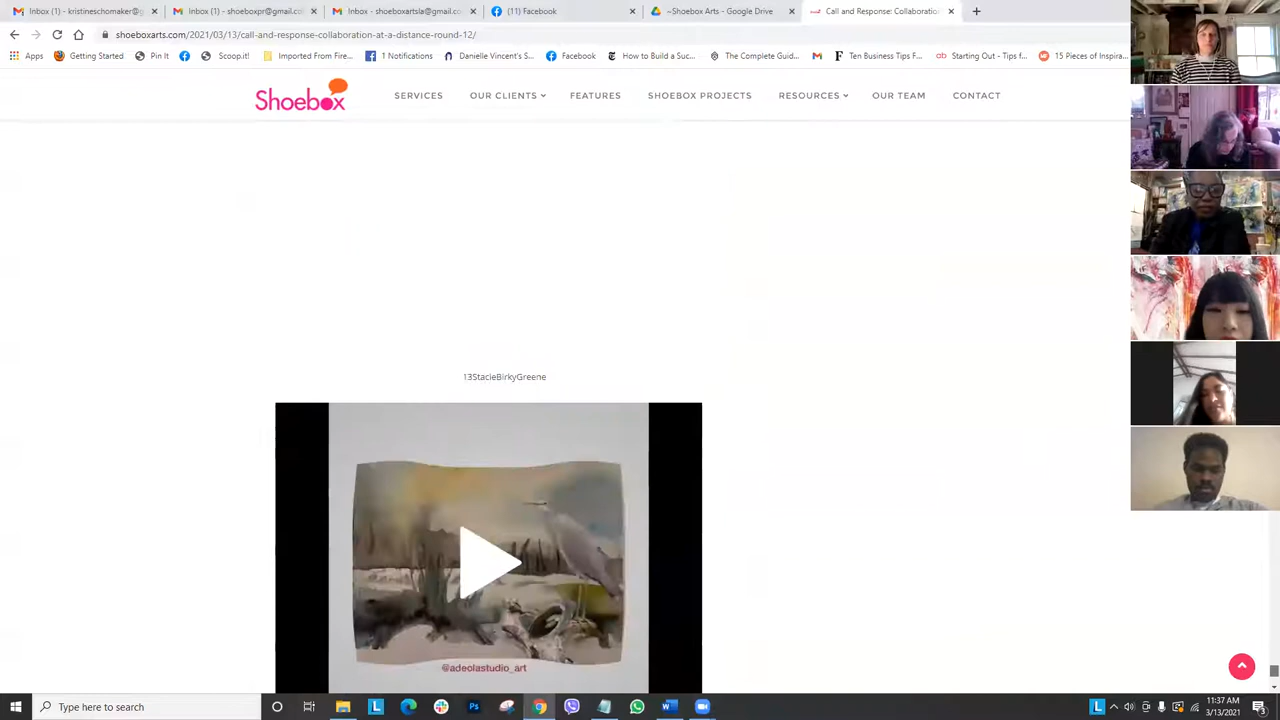 Inbox (1) - kristineschomaker@g
Inbox (1) - shoeboxpr@gmail.co
Inbox - shoeboxartsla@gmail.co
(11) Facebook
~Shoebox Arts - Google Drive
Call and Response: Collaboratio
shoeboxarts.com/2021/03/13/call-and-response-collaboration-at-a-distance-round-12/
Apps
Getting Started
Pin It
Scoop.it!
Imported From Fire...
1 Notification
Danielle Vincent's S...
Facebook
How to Build a Suc...
The Complete Guid...
Ten Business Tips F...
Starting Out - Tips f...
15 Pieces of Inspira...
Shoebox
SERVICES
OUR CLIENTS
FEATURES
SHOEBOX PROJECTS
RESOURCES
OUR TEAM
CONTACT
13StacieBIrkyGreene
@adeolastudio_art
Type here to search
11:37 AM
3/13/2021